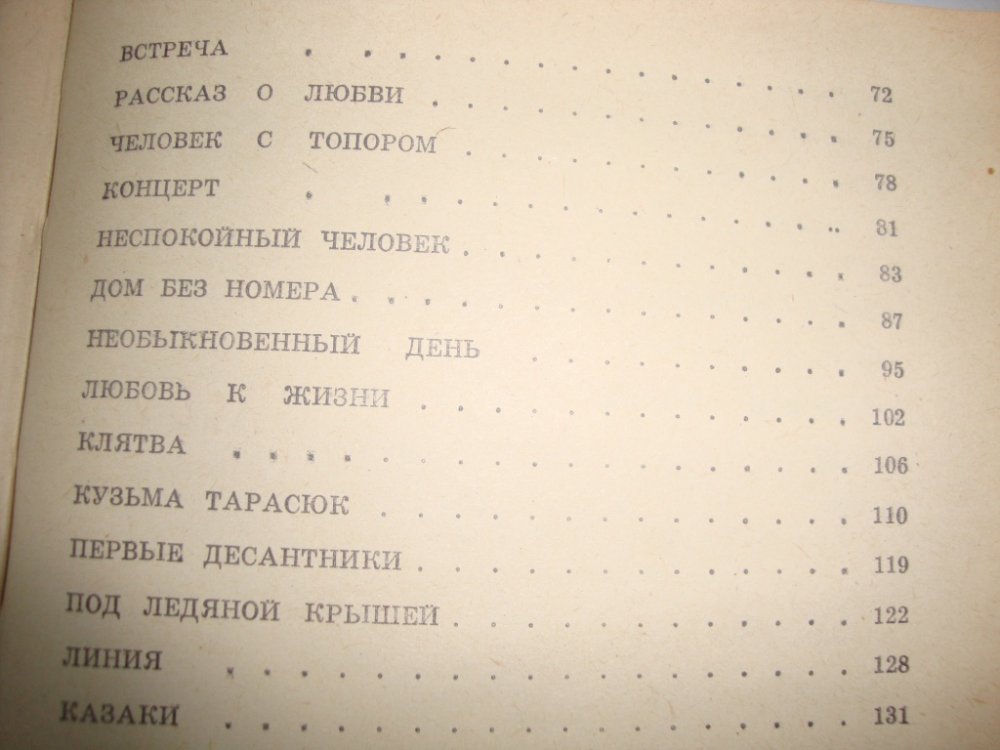 ВСТРЕЧА . . . . . . . . . . . . . 72
РАССКАЗ О ЛЮБВИ . . . . . . . . . . . 75
ЧЕЛОВЕК С ТОПОРОМ . . . . . . . . . . 78
КОНЦЕРТ . . . . . . . . . . . . . 81
НЕСПОКОЙНЫЙ ЧЕЛОВЕК . . . . . . . . . . 83
ДОМ БЕЗ НОМЕРА . . . . . . . . . . . . . 87
НЕОБЫКНОВЕННЫЙ ДЕНЬ . . . . . . . . . 95
ЛЮБОВЬ К ЖИЗНИ . . . . . . . . . . . . 102
КЛЯТВА . . . . . . . . . . . . . . . . . 106
КУЗЬМА ТАРАСЮК . . . . . . . . . . . . . 110
ПЕРВЫЕ ДЕСАНТНИКИ . . . . . . . . . . . . 119
ПОД ЛЕДЯНОЙ КРЫШЕЙ . . . . . . . . . . . 122
ЛИНИЯ . . . . . . . . . . . . . . . . . 128
КАЗАКИ . . . . . . . . . . . . . . . . . 131